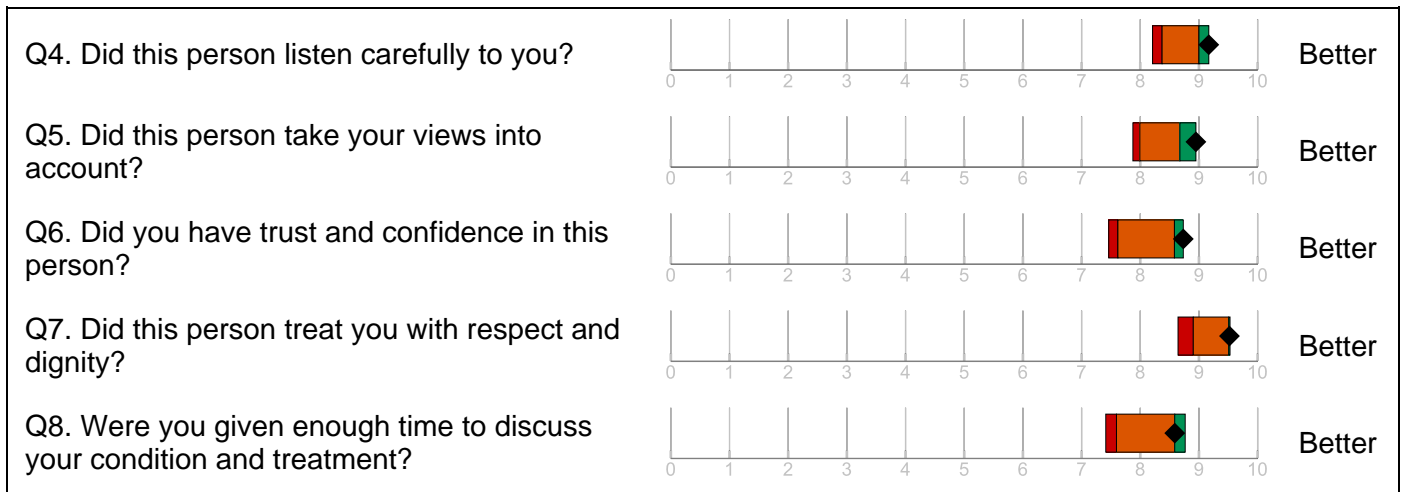 Q4. Did this person listen carefully to you?
0 1 2 3 4 5 6 7 8 9 10
Better
Q5. Did this person take your views into
account?
0 1 2 3 4 5 6 7 8 9 10
Better
Q6. Did you have trust and confidence in this
person?
0 1 2 3 4 5 6 7 8 9 10
Better
Q7. Did this person treat you with respect and
dignity?
0 1 2 3 4 5 6 7 8 9 10
Better
Q8. Were you given enough time to discuss
your condition and treatment?
0 1 2 3 4 5 6 7 8 9 10
Better